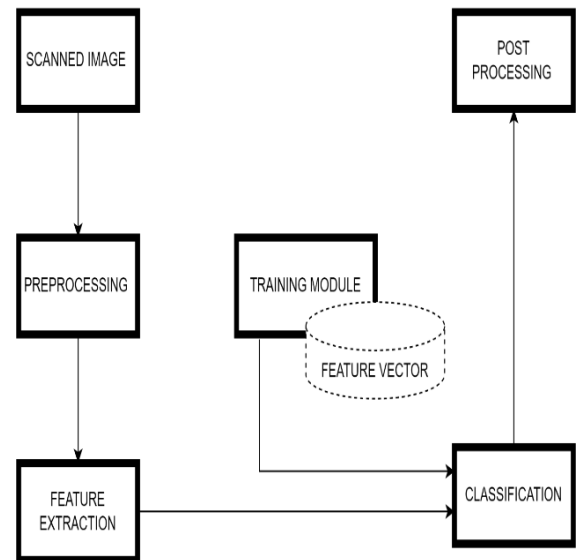 SCANNED IMAGE
POST
PROCESSING
PREPROCESSING
TRAINING MODULE
FEATURE VECTOR
FEATURE
EXTRACTION
CLASSIFICATION